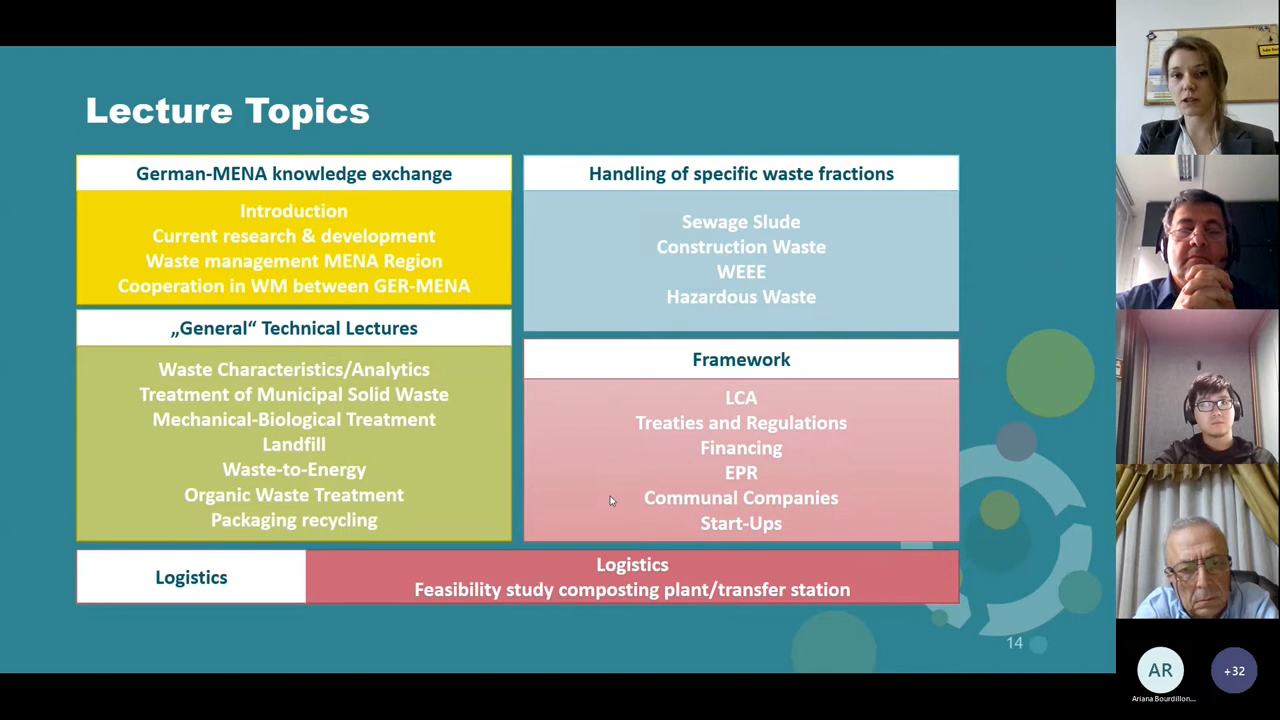 Lecture Topics
German-MENA knowledge exchange
Introduction
Current research & development
Waste management MENA Region
Cooperation in WM between GER-MENA
„General“ Technical Lectures
Waste Characteristics/Analytics
Treatment of Municipal Solid Waste
Mechanical-Biological Treatment
Landfill
Waste-to-Energy
Organic Waste Treatment
Packaging recycling
Handling of specific waste fractions
Sewage Slude
Construction Waste
WEEE
Hazardous Waste
Framework
LCA
Treaties and Regulations
Financing
EPR
Communal Companies
Start-Ups
Logistics
Logistics
Feasibility study composting plant/transfer station
14
AR
Ariana Bourdillon...
+32